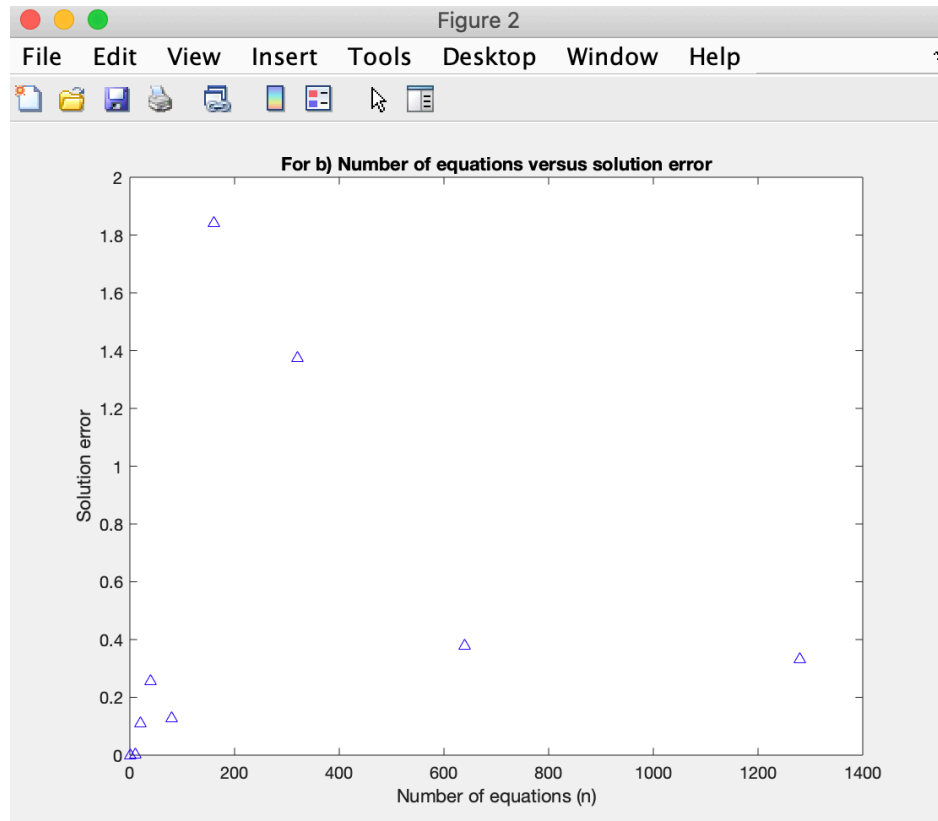 Figure 2
File Edit View Insert Tools Desktop Window Help
For b) Number of equations versus solution error
2
1.8
1.6
1.4
1.2
1
0.8
0.6
0.4
0.2
0
Solution error
0 200 400 600 800 1000 1200 1400
Number of equations (n)